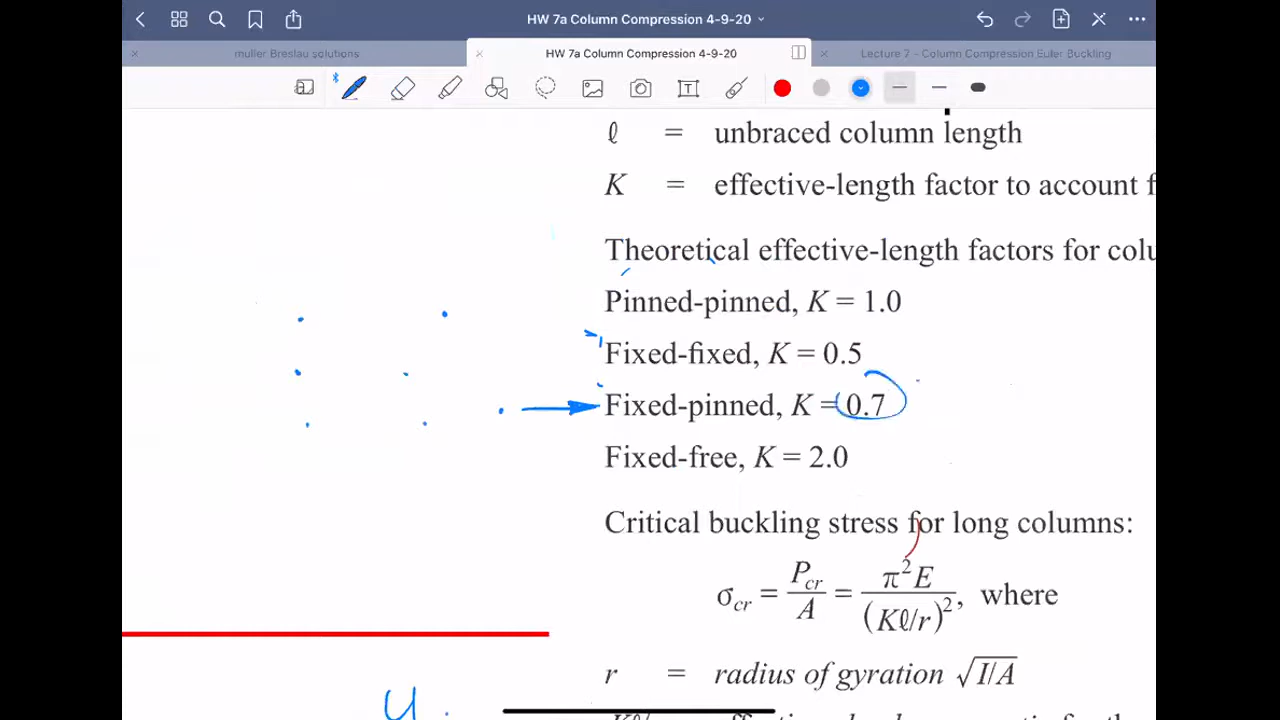 HW 7a Column Compression 4-9-20
muller Breslau solutions
HW 7a Column Compression 4-9-20
Lecture 7 - Column Compression Euler Buckling
ℓ = unbraced column length
K = effective-length factor to account f
Theoretical effective-length factors for colu
Pinned-pinned, K = 1.0
Fixed-fixed, K = 0.5
Fixed-pinned, K = 0.7
Fixed-free, K = 2.0
Critical buckling stress for long columns:
σcr = Pcr/A = π²E/(Kℓ/r)², where
r = radius of gyration √I/A